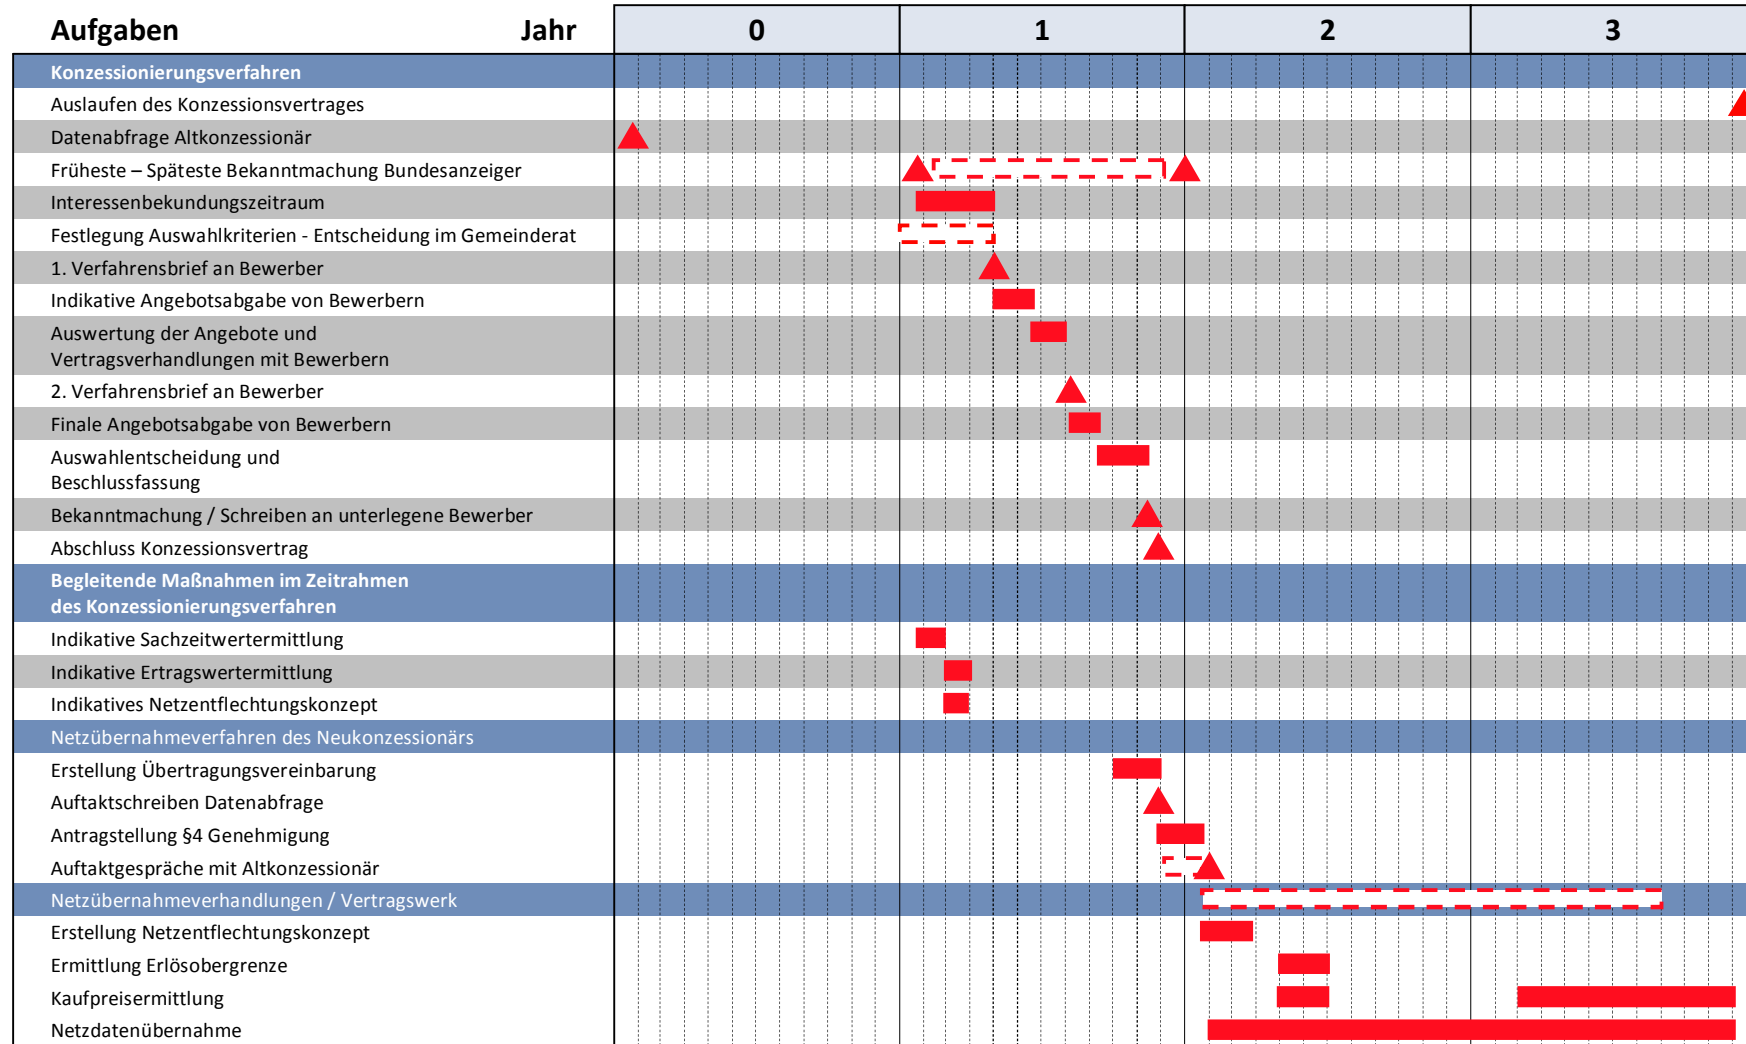 Aufgaben Jahr 0 1 2 3
Konzessionierungsverfahren
Auslaufen des Konzessionsvertrages
Datenabfrage Altkonzessionär
Früheste – Späteste Bekanntmachung Bundesanzeiger
Interessenbekundungszeitraum
Festlegung Auswahlkriterien - Entscheidung im Gemeinderat
1. Verfahrensbrief an Bewerber
Indikative Angebotsabgabe von Bewerbern
Auswertung der Angebote und
Vertragsverhandlungen mit Bewerbern
2. Verfahrensbrief an Bewerber
Finale Angebotsabgabe von Bewerbern
Auswahlentscheidung und
Beschlussfassung
Bekanntmachung / Schreiben an unterlegene Bewerber
Abschluss Konzessionsvertrag
Begleitende Maßnahmen im Zeitrahmen
des Konzessionierungsverfahren
Indikative Sachzeitwertermittlung
Indikative Ertragswertermittlung
Indikatives Netzentflechtungskonzept
Netzübernahmeverfahren des Neukonzessionärs
Erstellung Übertragungsvereinbarung
Auftaktschreiben Datenabfrage
Antragstellung §4 Genehmigung
Auftaktgespräche mit Altkonzessionär
Netzübernahmeverhandlungen / Vertragswerk
Erstellung Netzentflechtungskonzept
Ermittlung Erlösobergrenze
Kaufpreisermittlung
Netzdatenübernahme